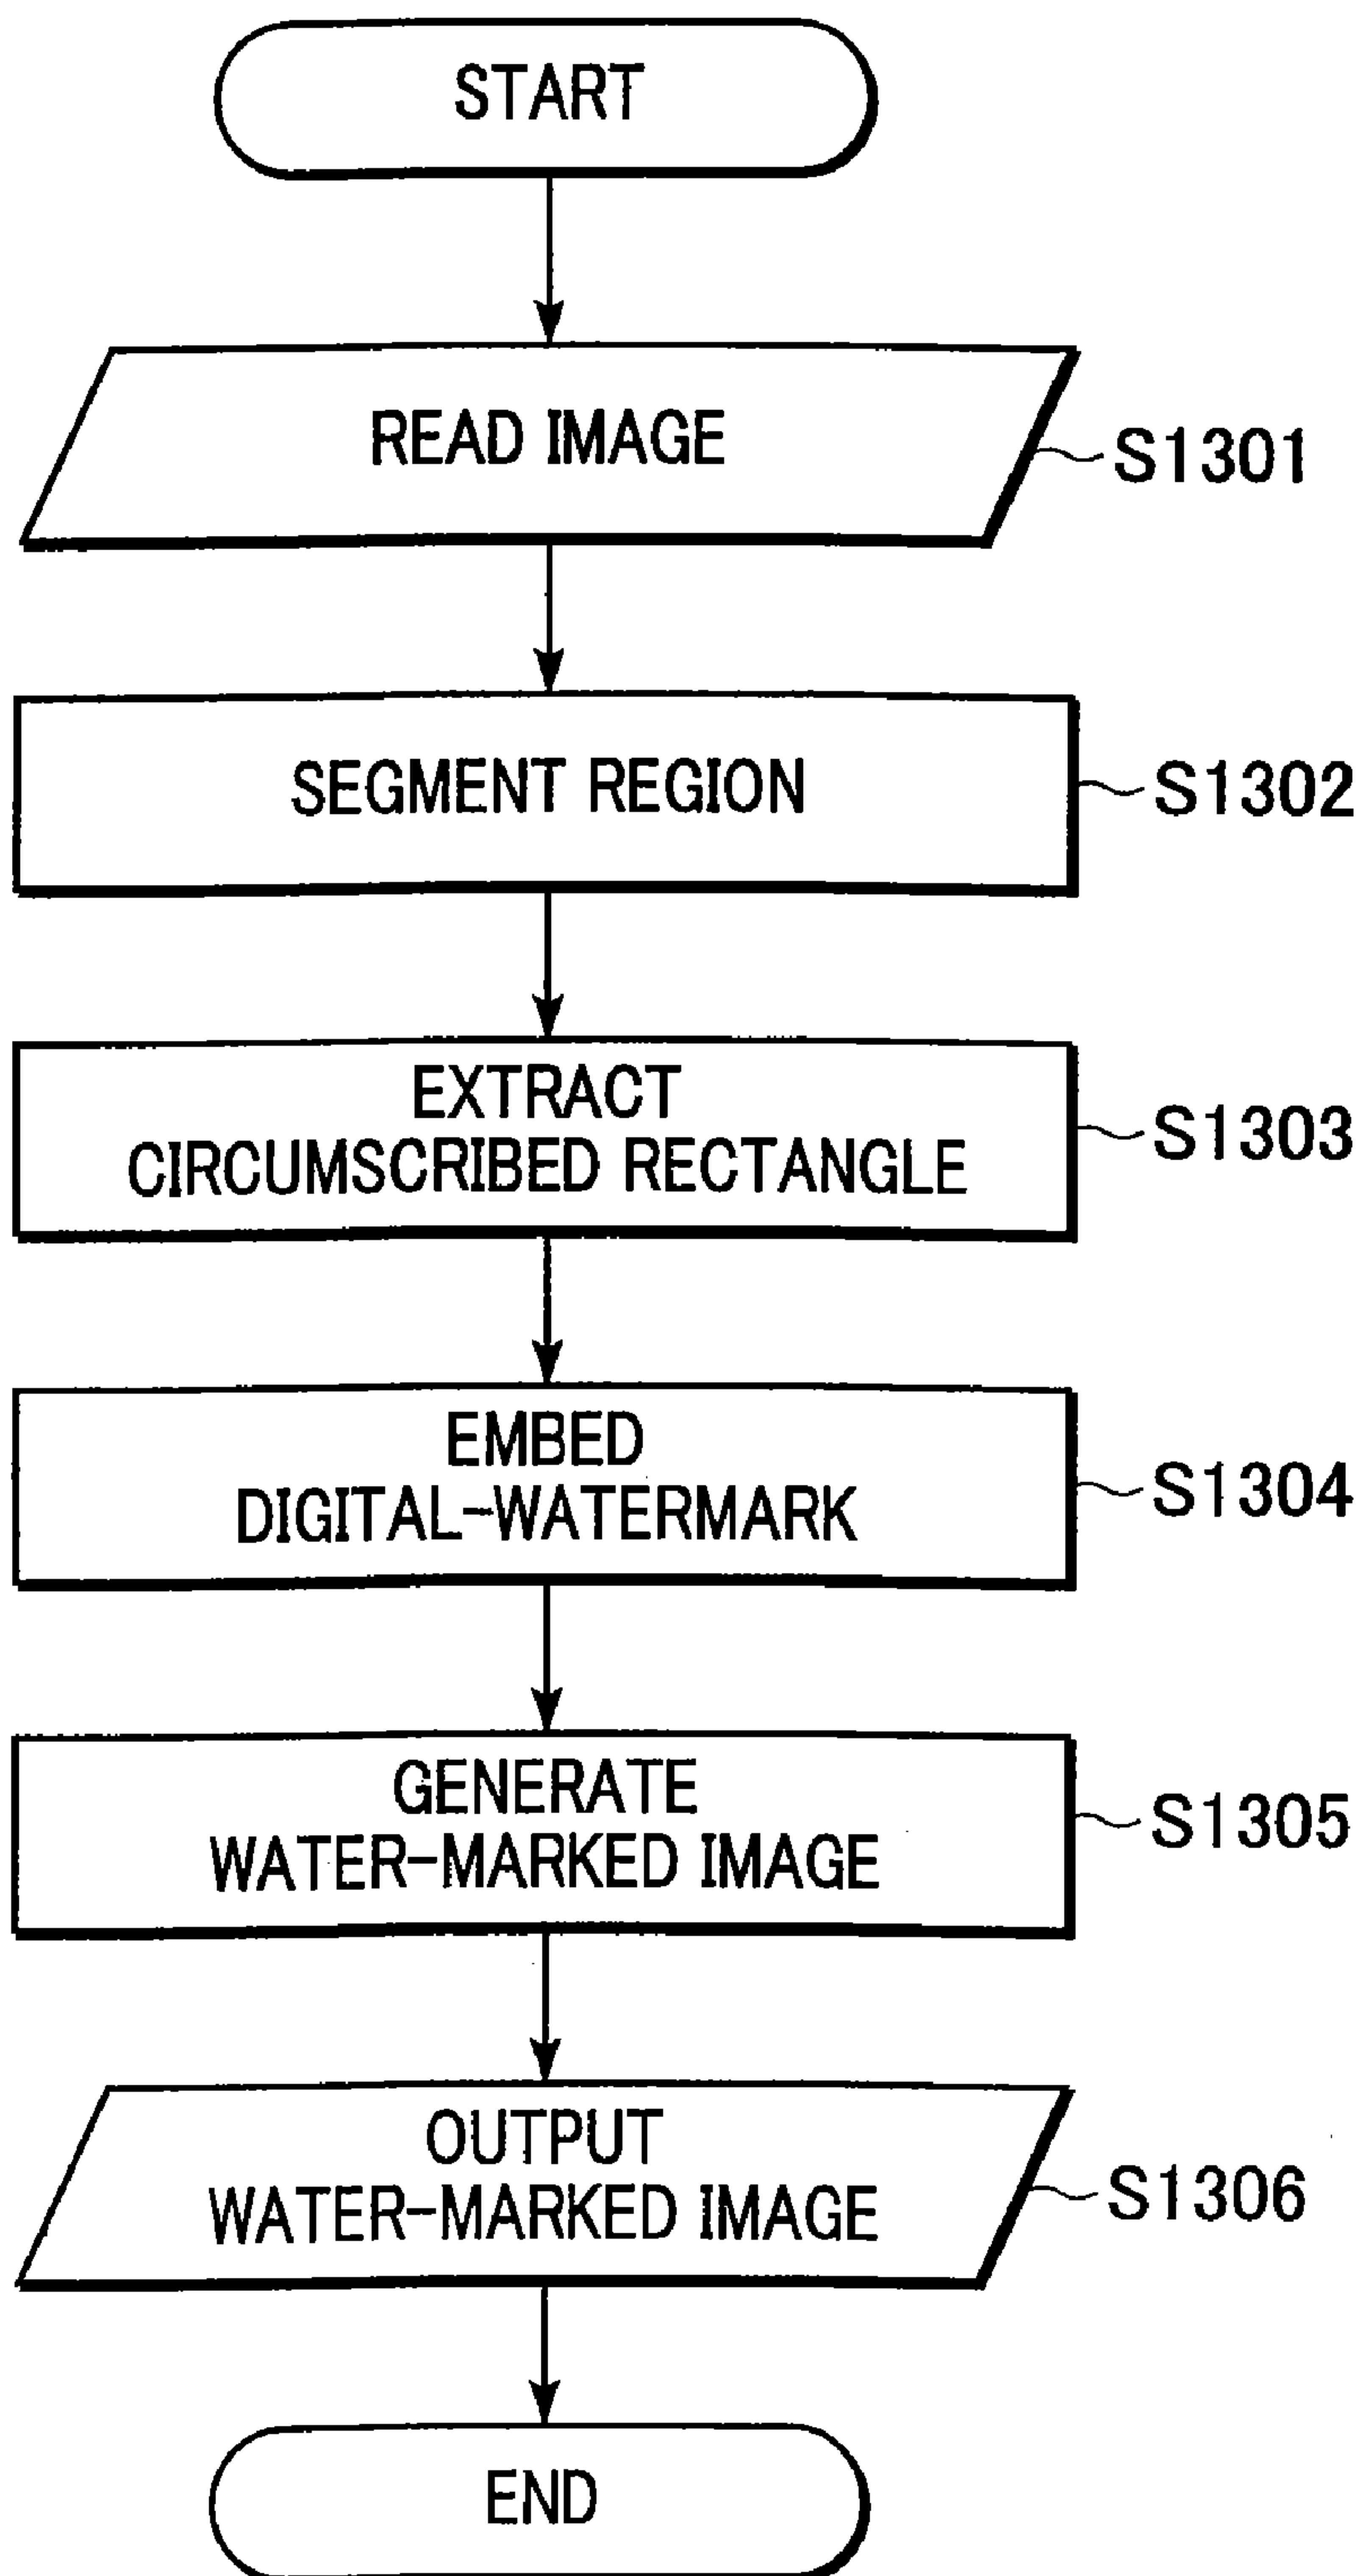 START
READ IMAGE
S1301
SEGMENT REGION
S1302
EXTRACT
CIRCUMSCRIBED RECTANGLE
S1303
EMBED
DIGITAL-WATERMARK
S1304
GENERATE
WATER-MARKED IMAGE
S1305
OUTPUT
WATER-MARKED IMAGE
S1306
END